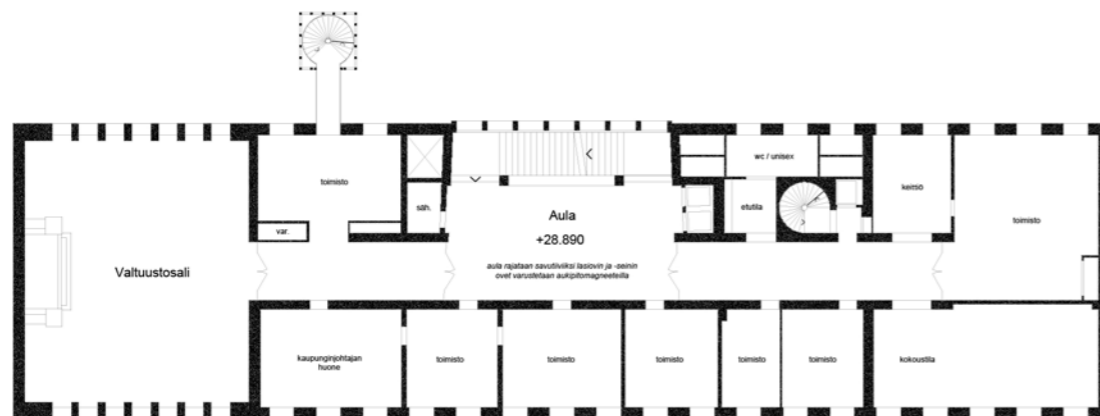 wc / unisex
toimisto
keittiö
säh.
etutila
Aula
toimisto
var.
+28.890
Valtuustosali
aula rajataan savutiiviiksi lasiovin ja -seinin
ovet varustetaan aukipitomagneeteilla
kaupunginjohtajan
huone
toimisto
toimisto
toimisto
toimisto
toimisto
kokoustila